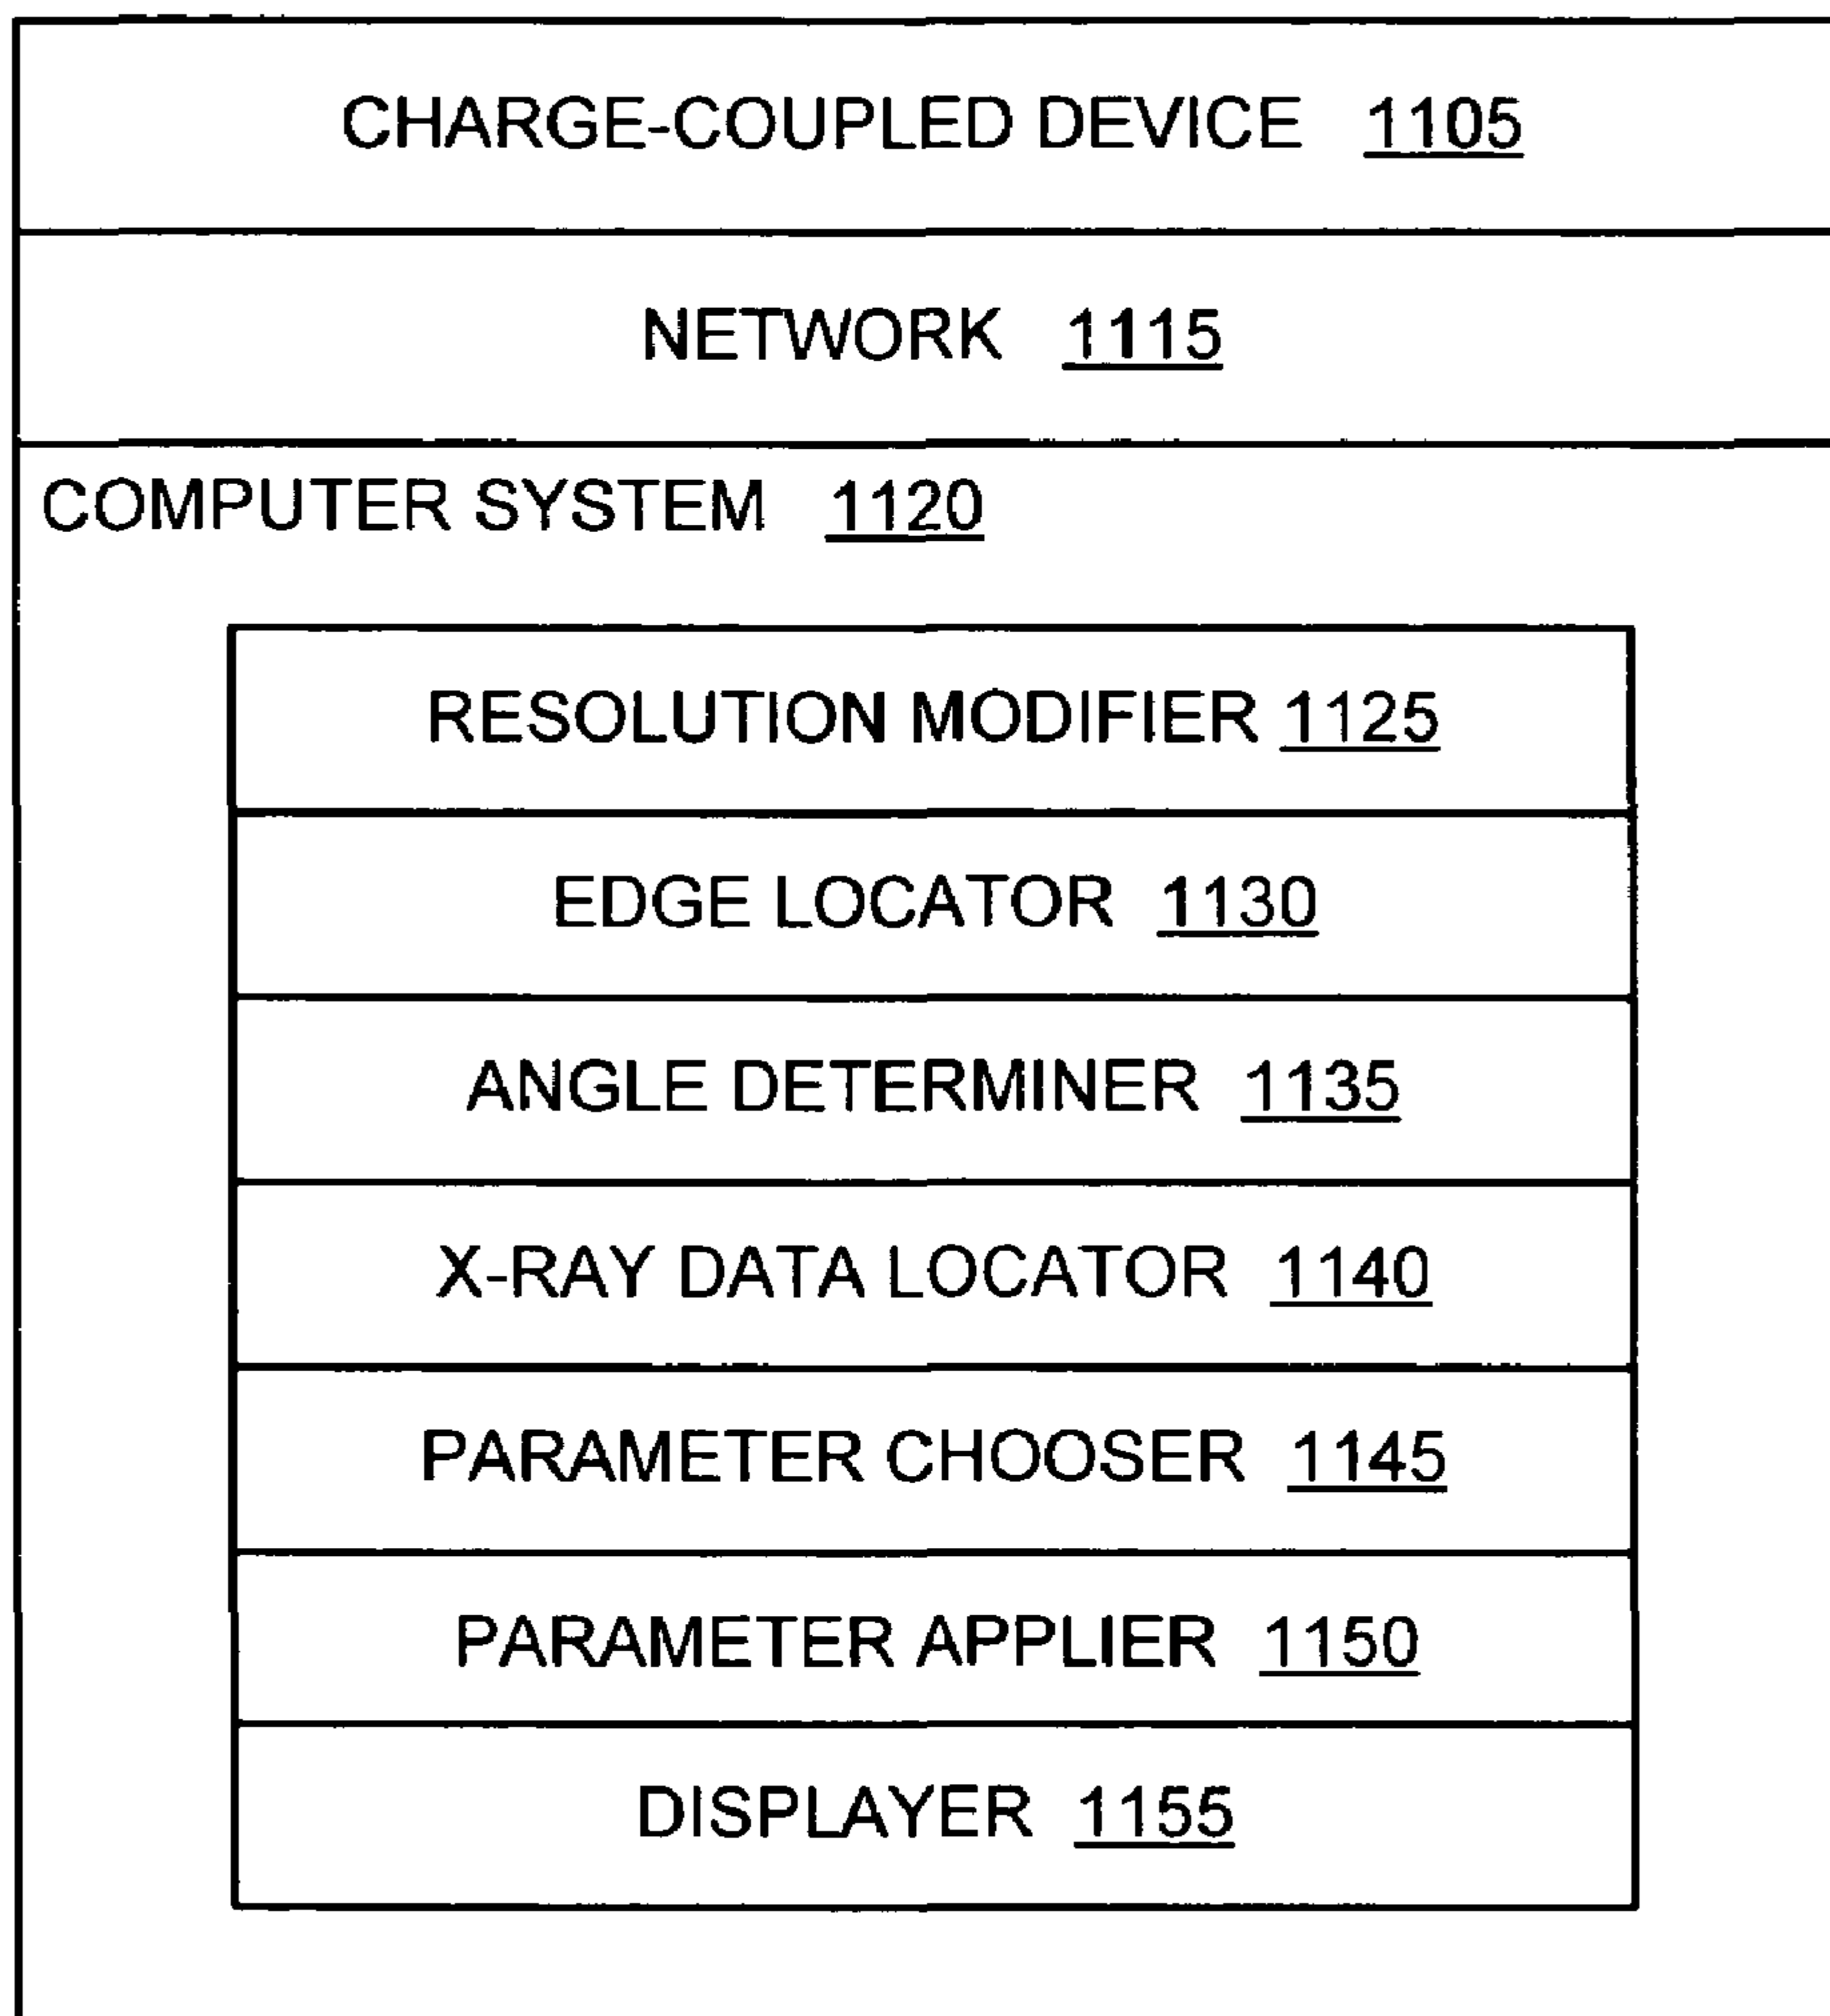 CHARGE-COUPLED DEVICE 1105
NETWORK 1115
COMPUTER SYSTEM 1120
RESOLUTION MODIFIER 1125
EDGE LOCATOR 1130
ANGLE DETERMINER 1135
X-RAY DATA LOCATOR 1140
PARAMETER CHOOSER 1145
PARAMETER APPLIER 1150
DISPLAYER 1155